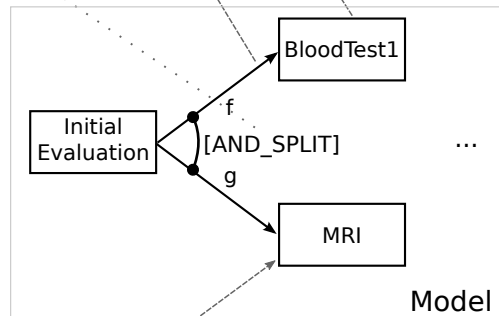 BloodTest1
f
Initial
Evaluation
[AND_SPLIT]
...
g
MRI
Model